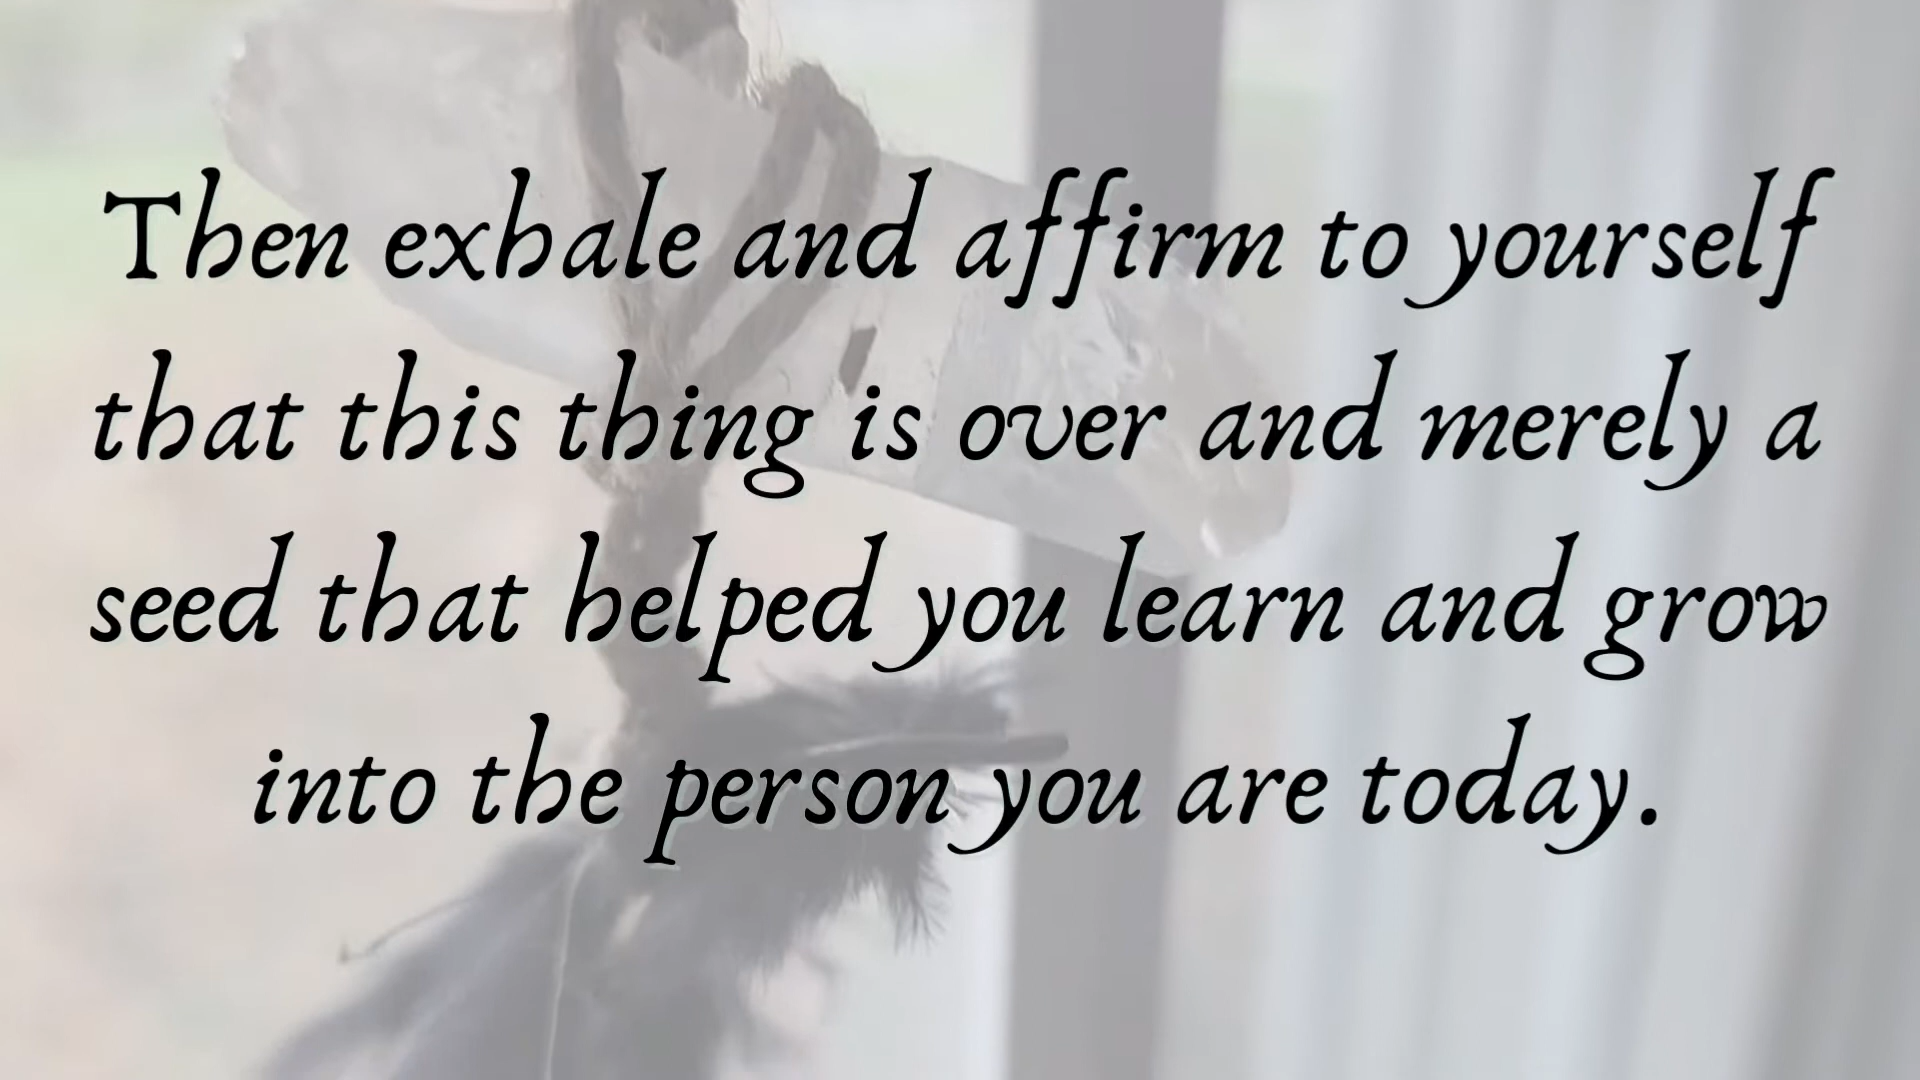 Then exhale and affirm to yourself
that this thing is over and merely a
seed that helped you learn and grow
into the person you are today.